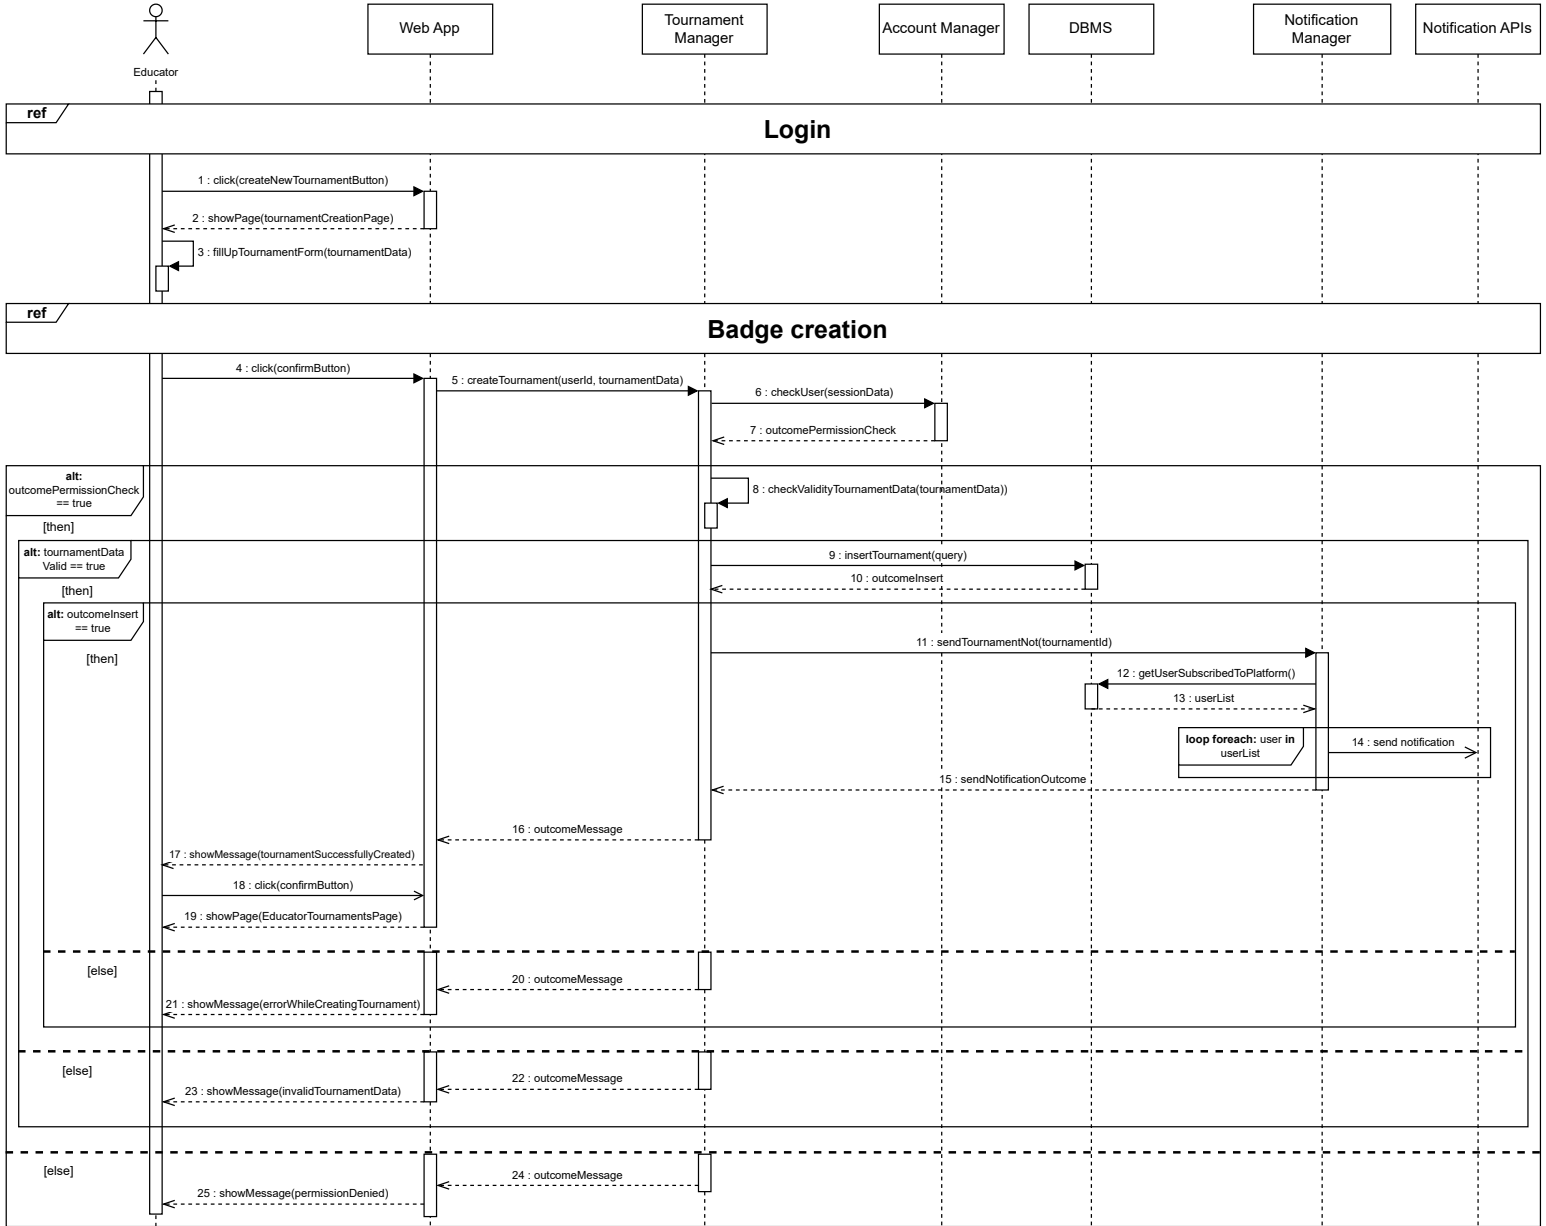 Educator
Web App
Tournament
Manager
Account Manager
DBMS
Notification
Manager
Notification APIs
ref
Login
1 : click(createNewTournamentButton)
2 : showPage(tournamentCreationPage)
3 : fillUpTournamentForm(tournamentData)
ref
Badge creation
4 : click(confirmButton)
5 : createTournament(userId, tournamentData)
6 : checkUser(sessionData)
7 : outcomePermissionCheck
alt:
outcomePermissionCheck
== true
[then]
8 : checkValidityTournamentData(tournamentData))
alt: tournamentData
Valid == true
[then]
9 : insertTournament(query)
10 : outcomeInsert
alt: outcomeInsert
== true
[then]
11 : sendTournamentNot(tournamentId)
12 : getUserSubscribedToPlatform()
13 : userList
loop foreach: user in
userList
14 : send notification
15 : sendNotificationOutcome
16 : outcomeMessage
17 : showMessage(tournamentSuccessfullyCreated)
18 : click(confirmButton)
19 : showPage(EducatorTournamentsPage)
[else]
20 : outcomeMessage
21 : showMessage(errorWhileCreatingTournament)
[else]
22 : outcomeMessage
23 : showMessage(invalidTournamentData)
[else]
24 : outcomeMessage
25 : showMessage(permissionDenied)